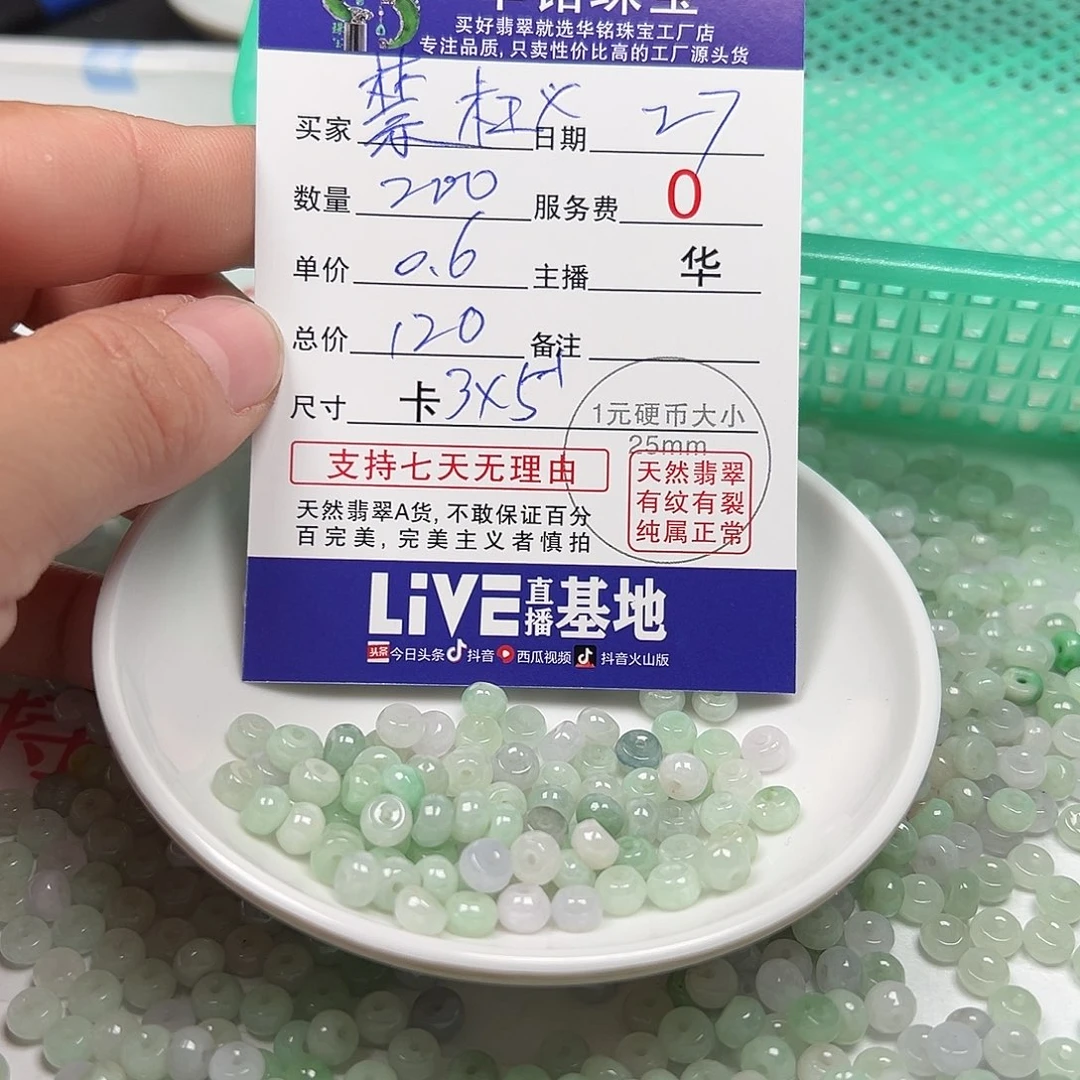 华铭珠宝
买好翡翠就选华铭珠宝工厂店
专注品质, 只卖性价比高的工厂源头货
买家 日期 27
数量 200 服务费 0
单价 0.6 主播 华
总价 120 备注
尺寸 卡3×5
1元硬币大小
25mm
支持七天无理由
天然翡翠
有纹有裂
纯属正常
天然翡翠A货, 不敢保证百分
百完美, 完美主义者慎拍
LiVE直播基地
头条 今日头条 抖音 西瓜视频 抖音火山版